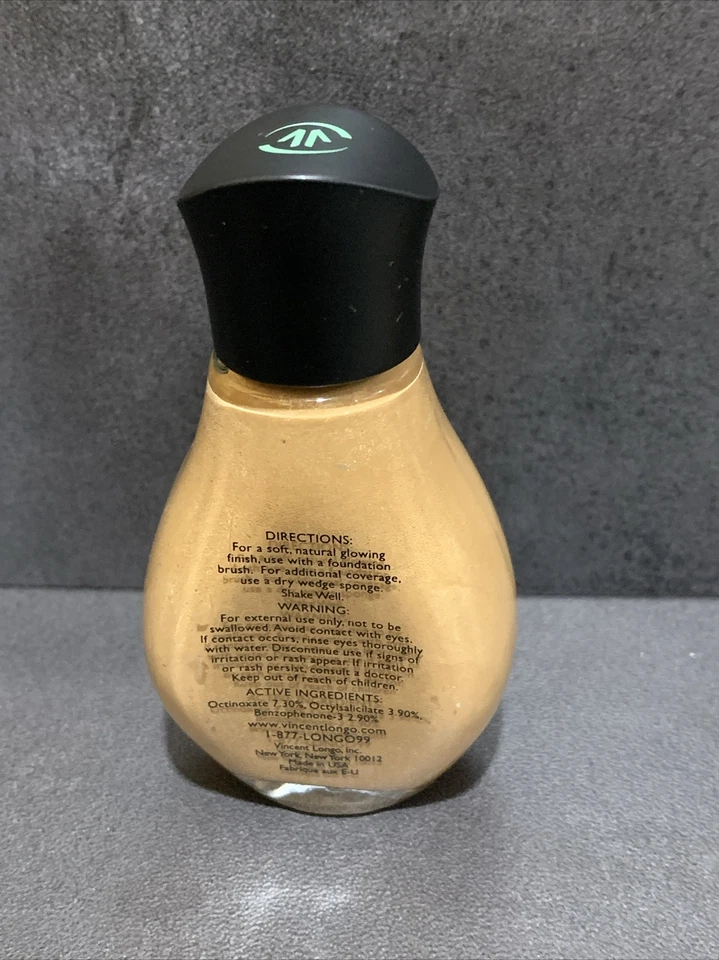 DIRECTIONS:
For a soft, natural glowing
finish, use with a foundation
brush. For additional coverage,
use a dry wedge sponge.
Shake Well.
WARNING:
For external use only, not to be
swallowed. Avoid contact with eyes.
If contact occurs, rinse eyes thoroughly
with water. Discontinue use if signs of
irritation or rash appear. If irritation
or rash persist, consult a doctor.
Keep out of reach of children.
ACTIVE INGREDIENTS:
Octinoxate 7.30%, Octylsalicilate 3.90%,
Benzophenone-3 2.90%
www.vincentlongo.com
1-877-LONGO99
Vincent Longo, Inc.
New York, New York 10012
Made in USA
Fabrique aux E-U